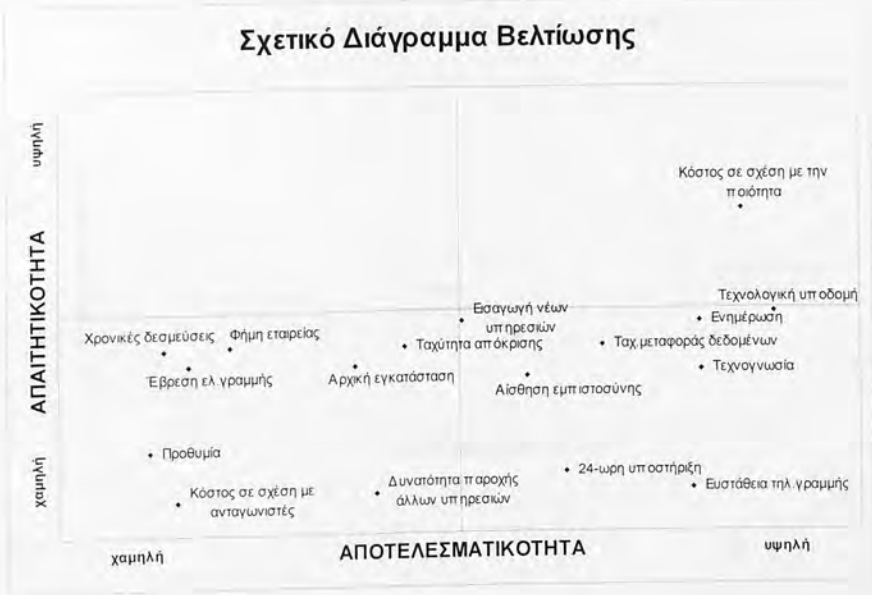 Σχετικό Διάγραμμα Βελτίωσης
υψηλή
Κόστος σε σχέση με την
ποιότητα
ΑΠΑΙΤΗΤΙΚΟΤΗΤΑ
Τεχνολογική υποδομή
Εισαγωγή νέων
υπηρεσιών
Ενημέρωση
Χρονικές δεσμεύσεις
Φήμη εταιρείας
Ταχύτητα απόκρισης
Ταχ.μεταφοράς δεδομένων
Έβρεση ελ.γραμμής
Αρχική εγκατάσταση
Αίσθηση εμπιστοσύνης
Τεχνογνωσία
Προθυμία
χαμηλή
Κόστος σε σχέση με
ανταγωνιστές
Δυνατότητα παροχής
άλλων υπηρεσιών
24-ωρη υποστήριξη
Ευστάθεια τηλ.γραμμής
χαμηλή
ΑΠΟΤΕΛΕΣΜΑΤΙΚΟΤΗΤΑ
υψηλή